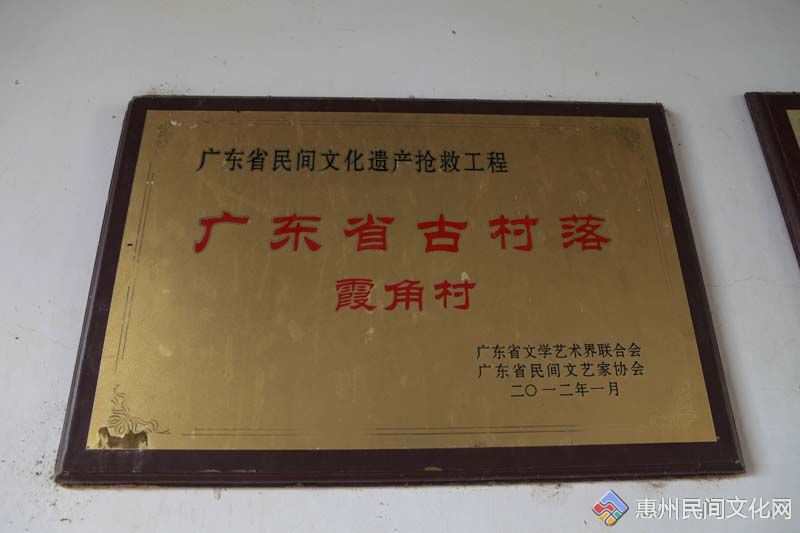 广东省民间文化遗产抢救工程
广东省古村落
霞角村
广东省文学艺术界联合会
广东省民间文艺家协会
二〇一二年一月
惠州民间文化网